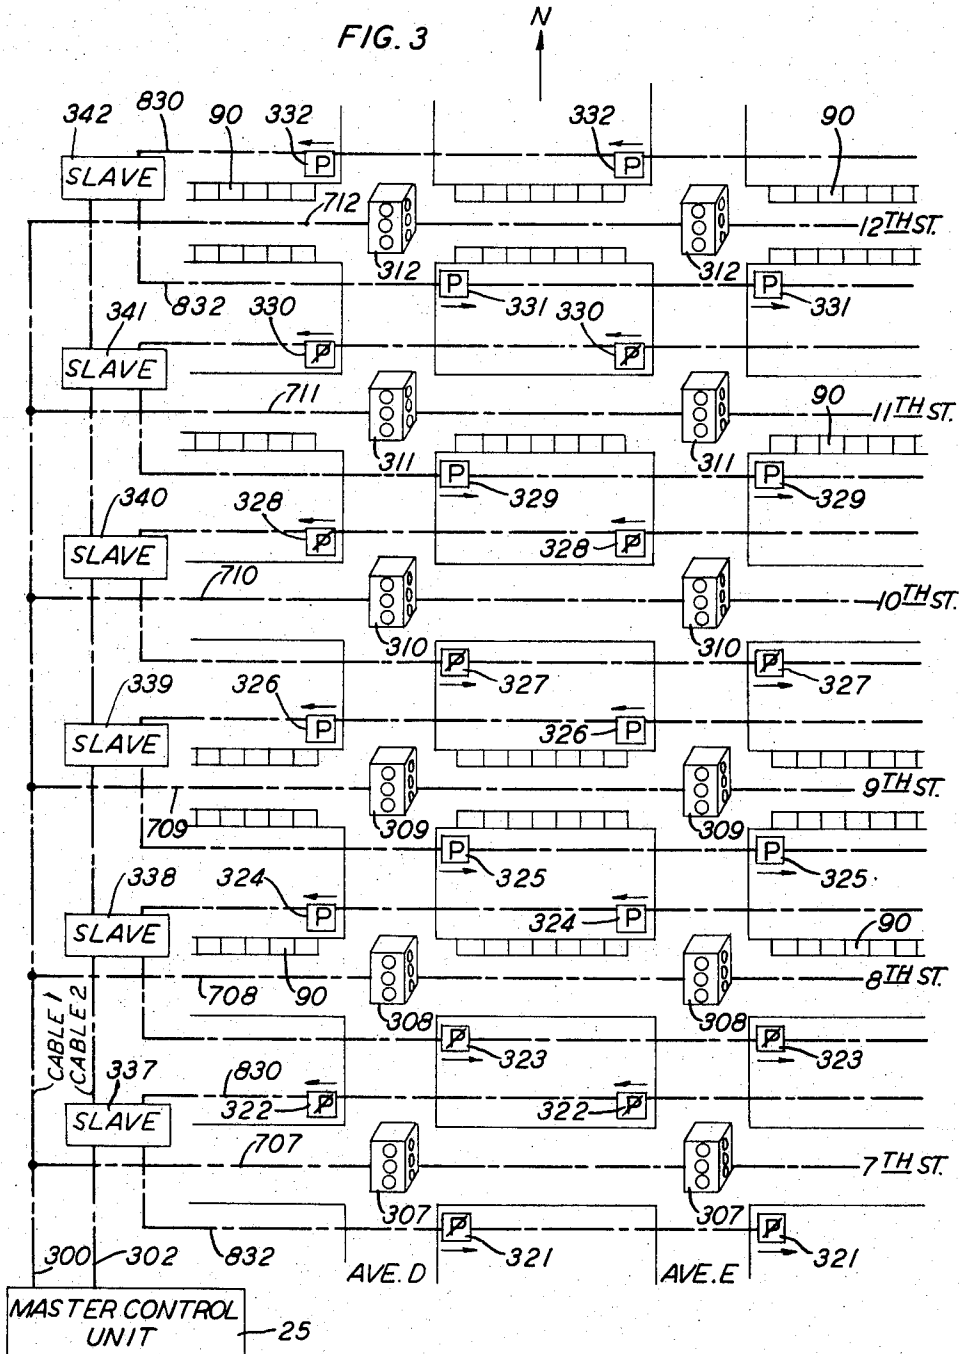 FIG. 3
N
342 830 90 332 332 90
SLAVE P P
712
12TH ST.
312 312
832 P 331 P 331
341 330 330
SLAVE P P
711 90
11TH ST.
311 311
P 329 P 329
340 328
SLAVE P 328 P
710
10TH ST.
310 310
P 327 P 327
339 326
SLAVE P 326 P
9TH ST.
709 309 309
P 325 P 325
338 324 324
SLAVE P P 90
708 90
8TH ST.
308 308
CABLE 1
CABLE 2
P 323 P 323
337 830
SLAVE 322 P 322 P
707
7TH ST.
307 307
832 P 321 P 321
300 302
AVE. D AVE. E
MASTER CONTROL
UNIT 25